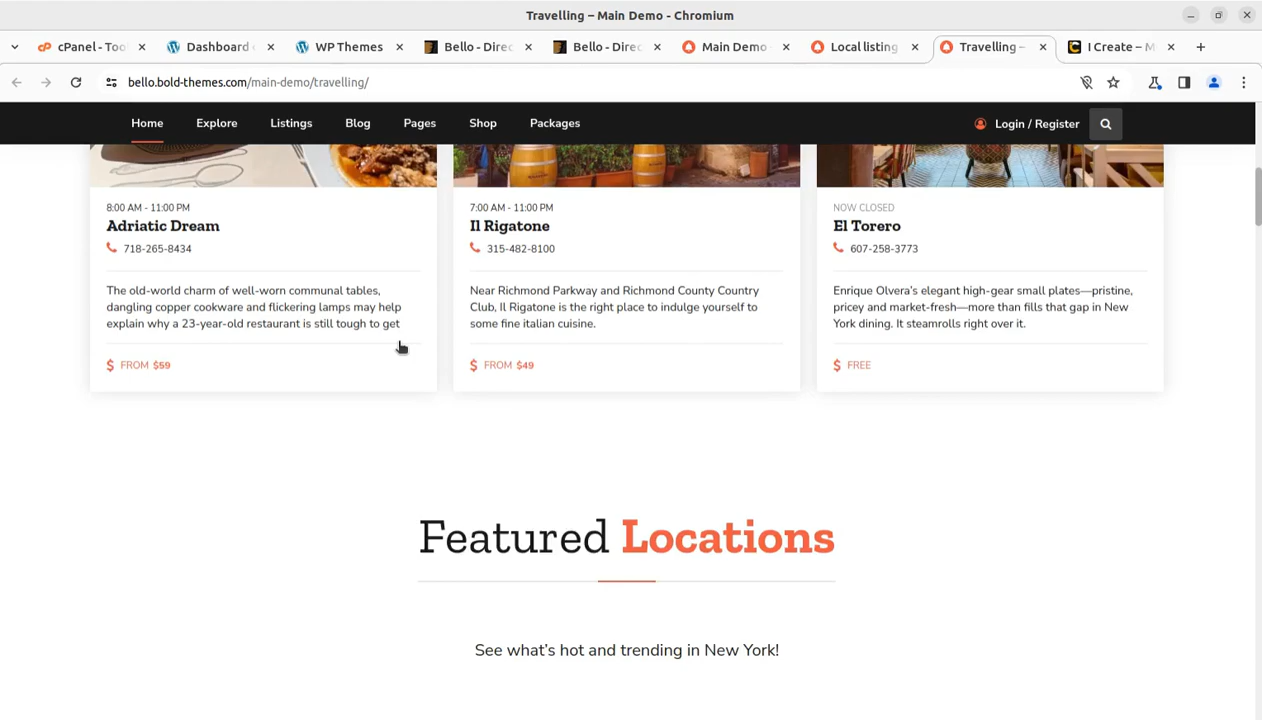 Travelling – Main Demo - Chromium
cPanel - Too
Dashboard
WP Themes
Bello - Direc
Bello - Direc
Main Demo
Local listing
Travelling –
I Create – M
bello.bold-themes.com/main-demo/travelling/
Home
Explore
Listings
Blog
Pages
Shop
Packages
Login / Register
8:00 AM - 11:00 PM
Adriatic Dream
718-265-8434
The old-world charm of well-worn communal tables,
dangling copper cookware and flickering lamps may help
explain why a 23-year-old restaurant is still tough to get
$ FROM $59
7:00 AM - 11:00 PM
Il Rigatone
315-482-8100
Near Richmond Parkway and Richmond County Country
Club, Il Rigatone is the right place to indulge yourself to
some fine italian cuisine.
$ FROM $49
NOW CLOSED
El Torero
607-258-3773
Enrique Olvera’s elegant high-gear small plates—pristine,
pricey and market-fresh—more than fills that gap in New
York dining. It steamrolls right over it.
$ FREE
Featured Locations
See what’s hot and trending in New York!